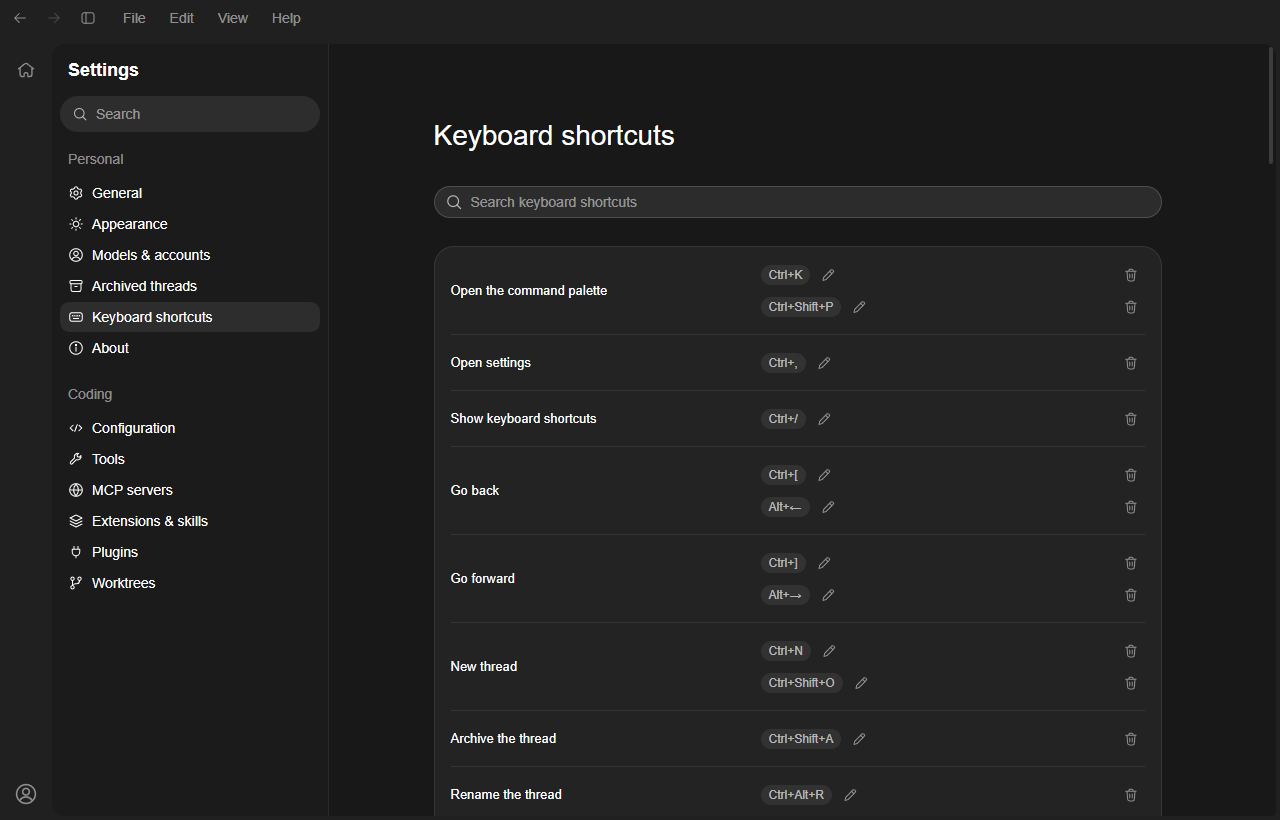 File Edit View Help
Settings
Search
Personal
General
Appearance
Models & accounts
Archived threads
Keyboard shortcuts
About
Coding
Configuration
Tools
MCP servers
Extensions & skills
Plugins
Worktrees
Keyboard shortcuts
Search keyboard shortcuts
Open the command palette
Ctrl+K
Ctrl+Shift+P
Open settings
Ctrl+,
Show keyboard shortcuts
Ctrl+/
Go back
Ctrl+[
Alt+←
Go forward
Ctrl+]
Alt+→
New thread
Ctrl+N
Ctrl+Shift+O
Archive the thread
Ctrl+Shift+A
Rename the thread
Ctrl+Alt+R